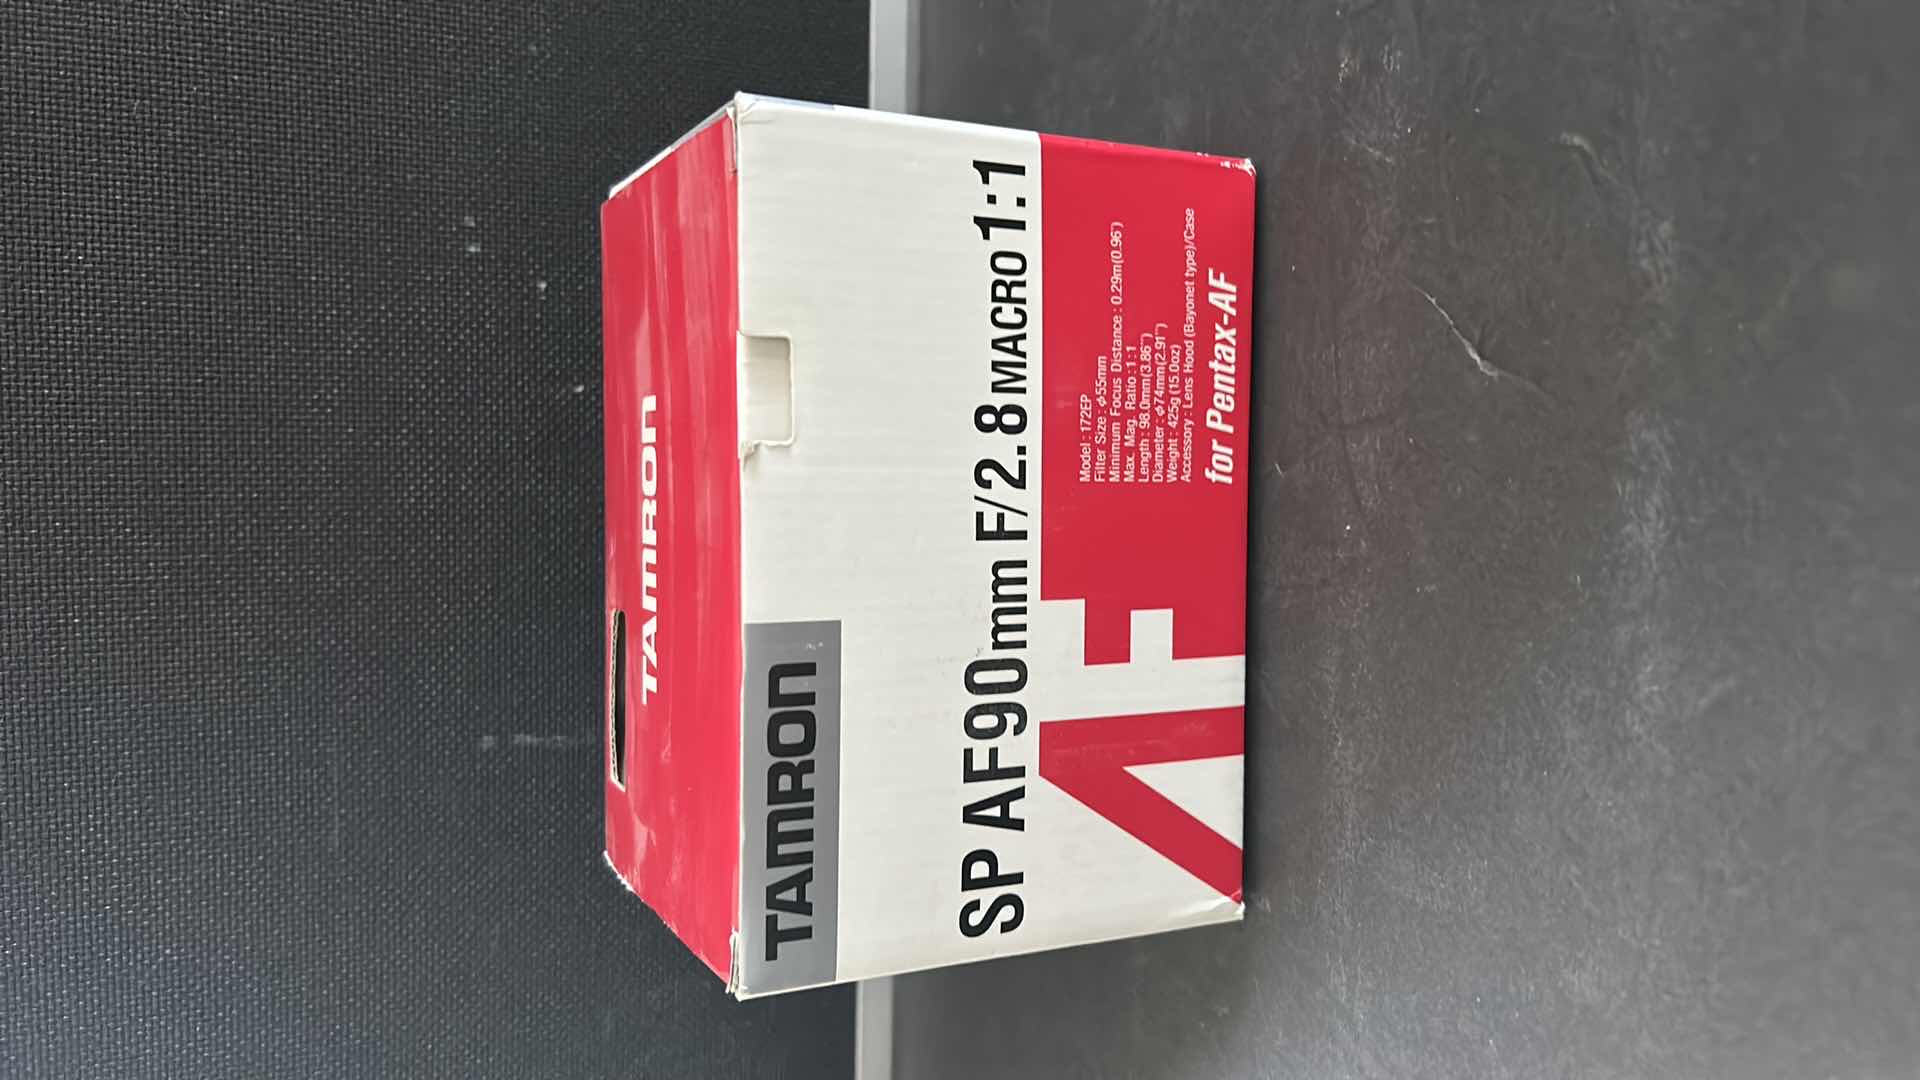 TAMRON
TAMRON
SP AF90mm F/2.8 MACRO 1:1
Model : 172EP
Filter Size : φ55mm
Minimum Focus Distance : 0.29m(0.96')
Max. Mag. Ratio : 1 : 1
Length : 98.0mm(3.86")
Diameter : φ74mm(2.91")
Weight : 425g (15.0oz)
Accessory : Lens Hood (Bayonet type)/Case
for Pentax-AF
AF